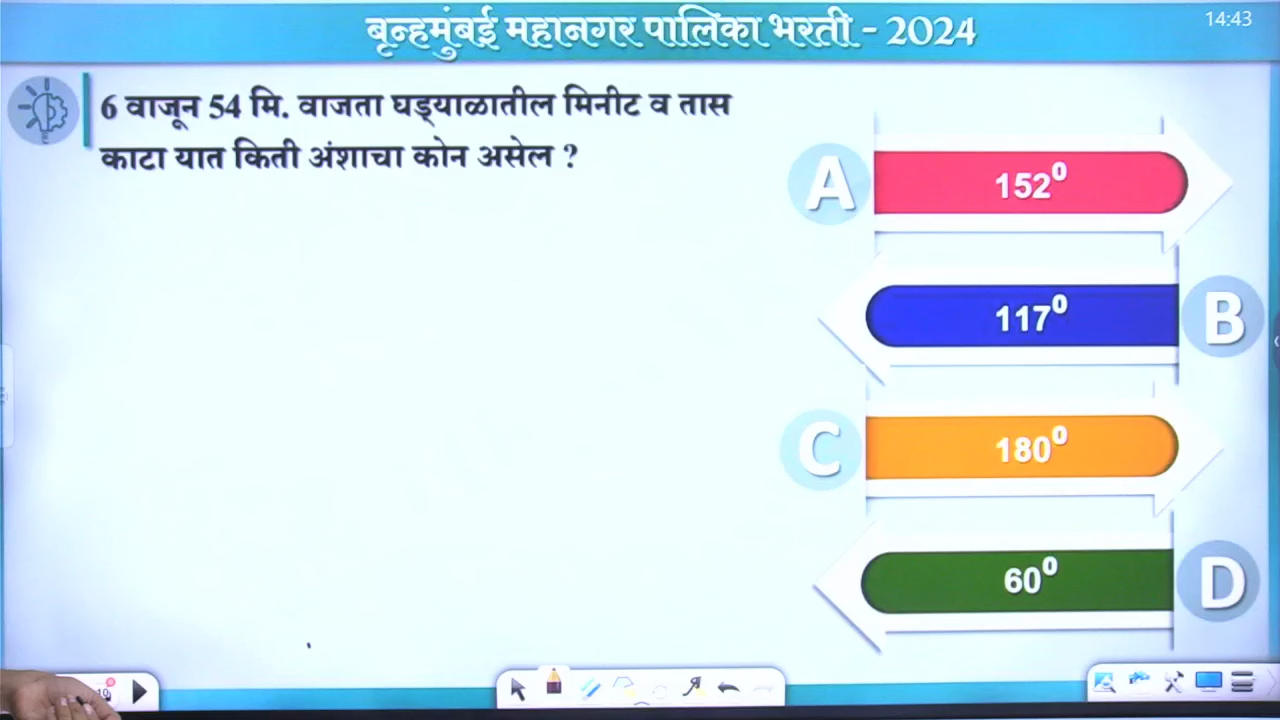 बृन्हमुंबई महानगर पालिका भरती - 2024
14:43
6 वाजून 54 मि. वाजता घड्याळातील मिनीट व तास
काटा यात किती अंशाचा कोन असेल ?
A
152⁰
117⁰
B
C
180⁰
60⁰
D